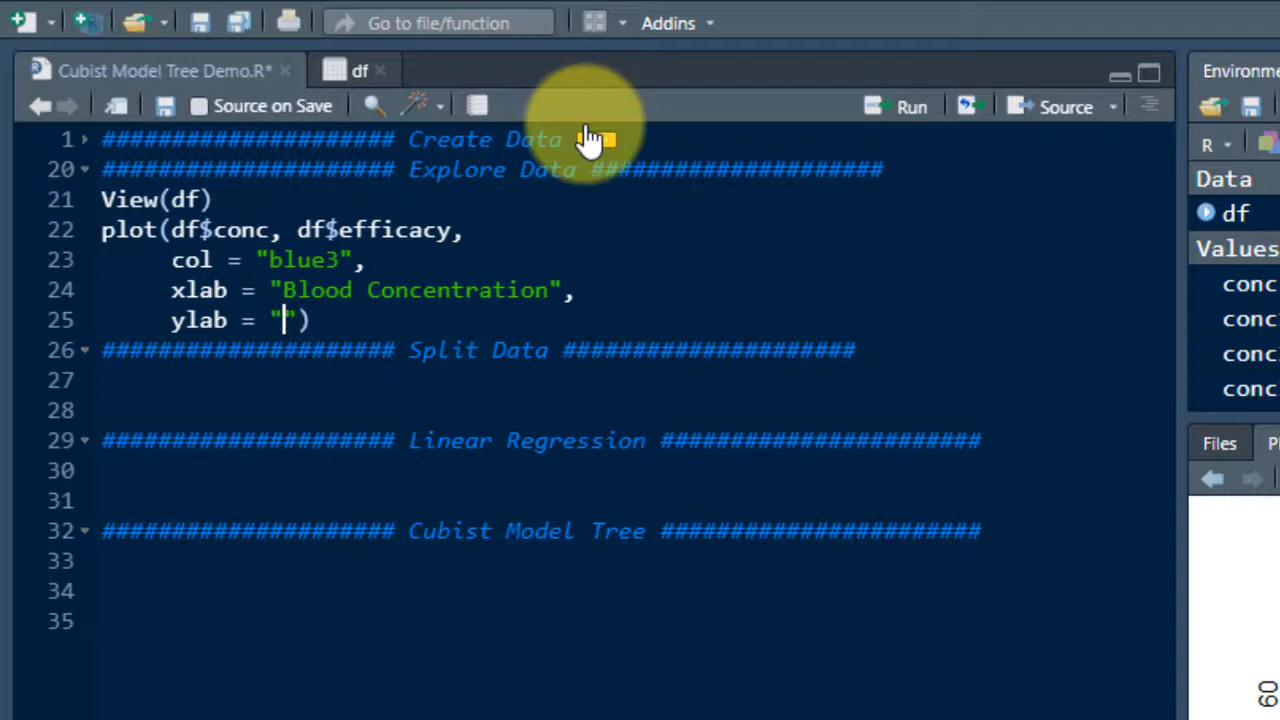 Go to file/function
Addins
Cubist Model Tree Demo.R*
df
Source on Save
Run
Source
1 ##################### Create Data
20 ##################### Explore Data #####################
21 View(df)
22 plot(df$conc, df$efficacy,
23 col = "blue3",
24 xlab = "Blood Concentration",
25 ylab = "")
26 ##################### Split Data #####################
27
28
29 ##################### Linear Regression #######################
30
31
32 ##################### Cubist Model Tree #######################
33
34
35
Environme
R
Data
df
Values
conc
conc
conc
conc
Files
60